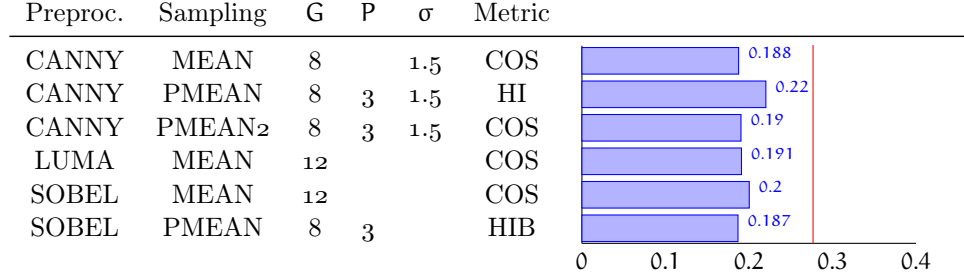 Preproc. Sampling G P σ Metric
CANNY MEAN 8 1.5 COS 0.188
CANNY PMEAN 8 3 1.5 HI 0.22
CANNY PMEAN2 8 3 1.5 COS 0.19
LUMA MEAN 12 COS 0.191
SOBEL MEAN 12 COS 0.2
SOBEL PMEAN 8 3 HIB 0.187
0 0.1 0.2 0.3 0.4